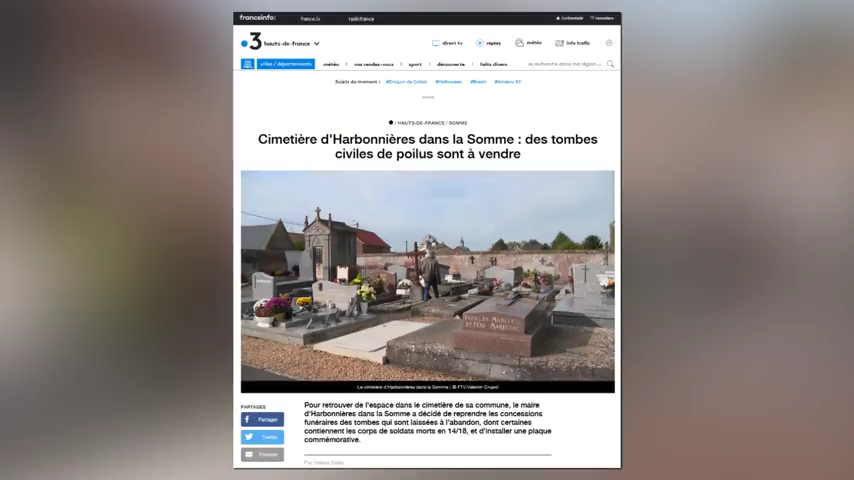 franceinfo: france.tv radiofrance
3 hauts-de-france
direct tv replay météo info trafic
villes / départements météo vos rendez-vous sport découverte faits divers je recherche dans ma région...
Sujets du moment : #Dragon de Calais #Halloween #Brexit #Amiens SC
/ HAUTS-DE-FRANCE / SOMME
Cimetière d'Harbonnières dans la Somme : des tombes
civiles de poilus sont à vendre
Le cimetière d'Harbonnières dans la Somme / © FTV
PARTAGES
Partager
Twitter
Envoyer
Pour retrouver de l'espace dans le cimetière de sa commune, le maire
d'Harbonnières dans la Somme a décidé de reprendre les concessions
funéraires des tombes qui sont laissées à l'abandon, dont certaines
contiennent les corps de soldats morts en 14/18, et d'installer une plaque
commémorative.